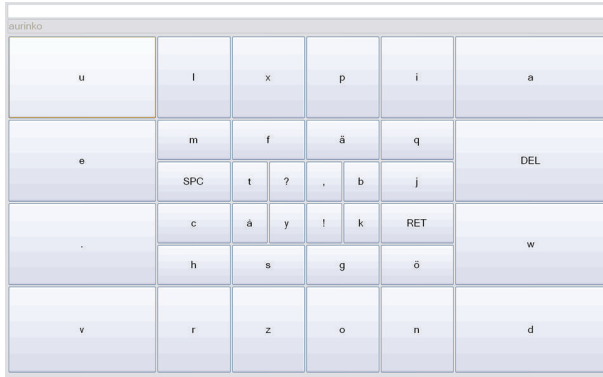 aurinko
u l x p i a
e m f ä q DEL
SPC t ? , b j
. c á y ! k RET w
h s g ö
v r z o n d